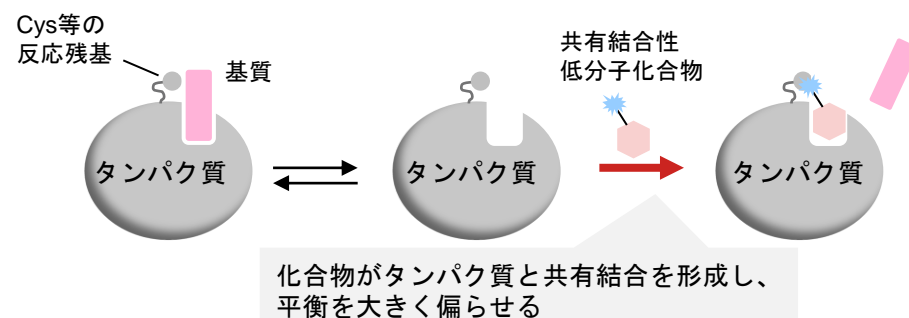 Cys等の
反応残基
基質
共有結合性
低分子化合物
タンパク質
タンパク質
タンパク質
化合物がタンパク質と共有結合を形成し、
平衡を大きく偏らせる